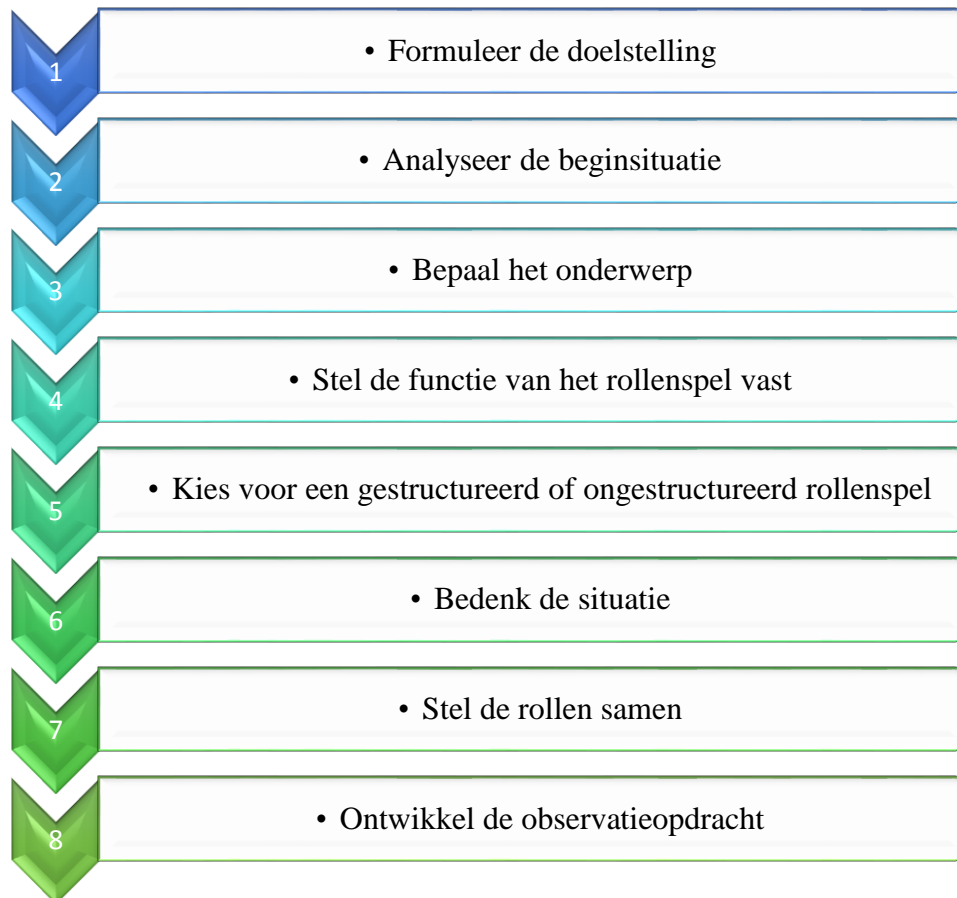 1
• Formuleer de doelstelling
2
• Analyseer de beginsituatie
3
• Bepaal het onderwerp
4
• Stel de functie van het rollenspel vast
5
• Kies voor een gestructureerd of ongestructureerd rollenspel
6
• Bedenk de situatie
7
• Stel de rollen samen
8
• Ontwikkel de observatieopdracht